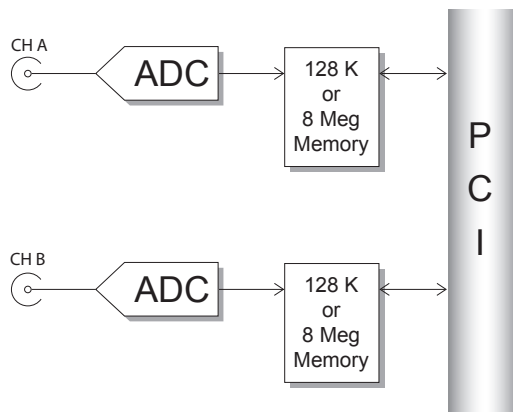 CH A
ADC
128 K
or
8 Meg
Memory
P
C
I
CH B
ADC
128 K
or
8 Meg
Memory